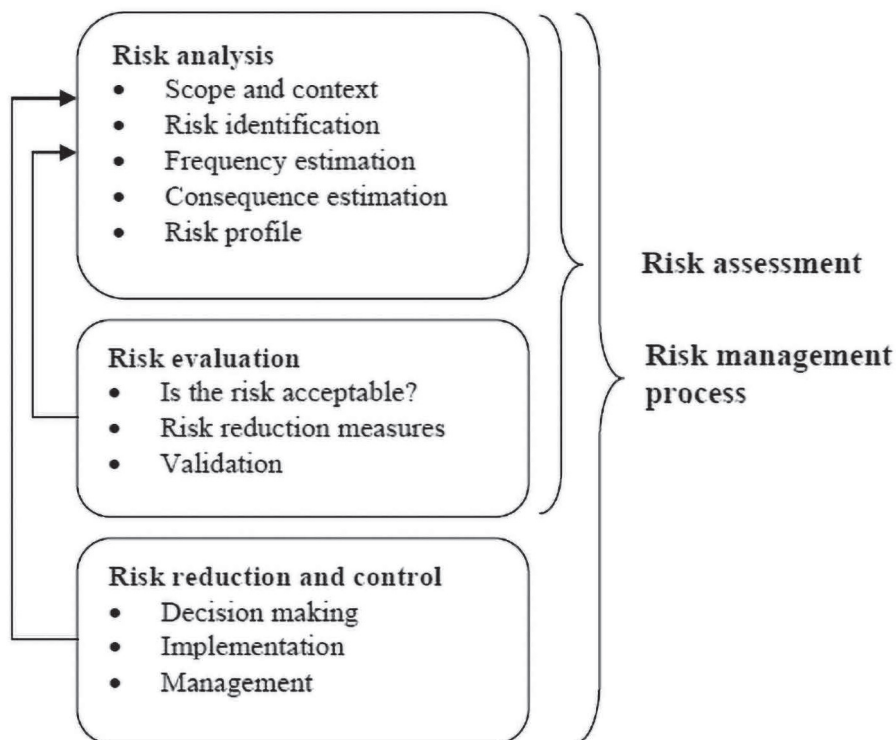 Risk analysis
• Scope and context
• Risk identification
• Frequency estimation
• Consequence estimation
• Risk profile
Risk evaluation
• Is the risk acceptable?
• Risk reduction measures
• Validation
Risk reduction and control
• Decision making
• Implementation
• Management
Risk assessment
Risk management
process